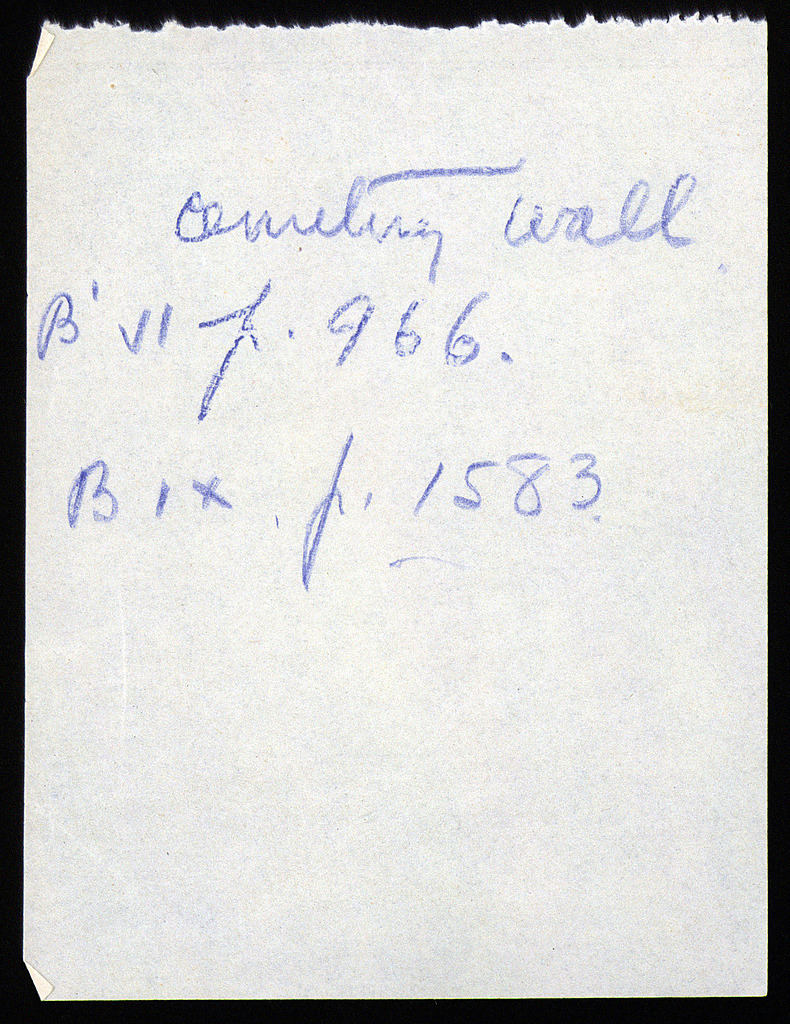 Cemetery wall.
B' VI p. 966.
B IX. p. 1583.